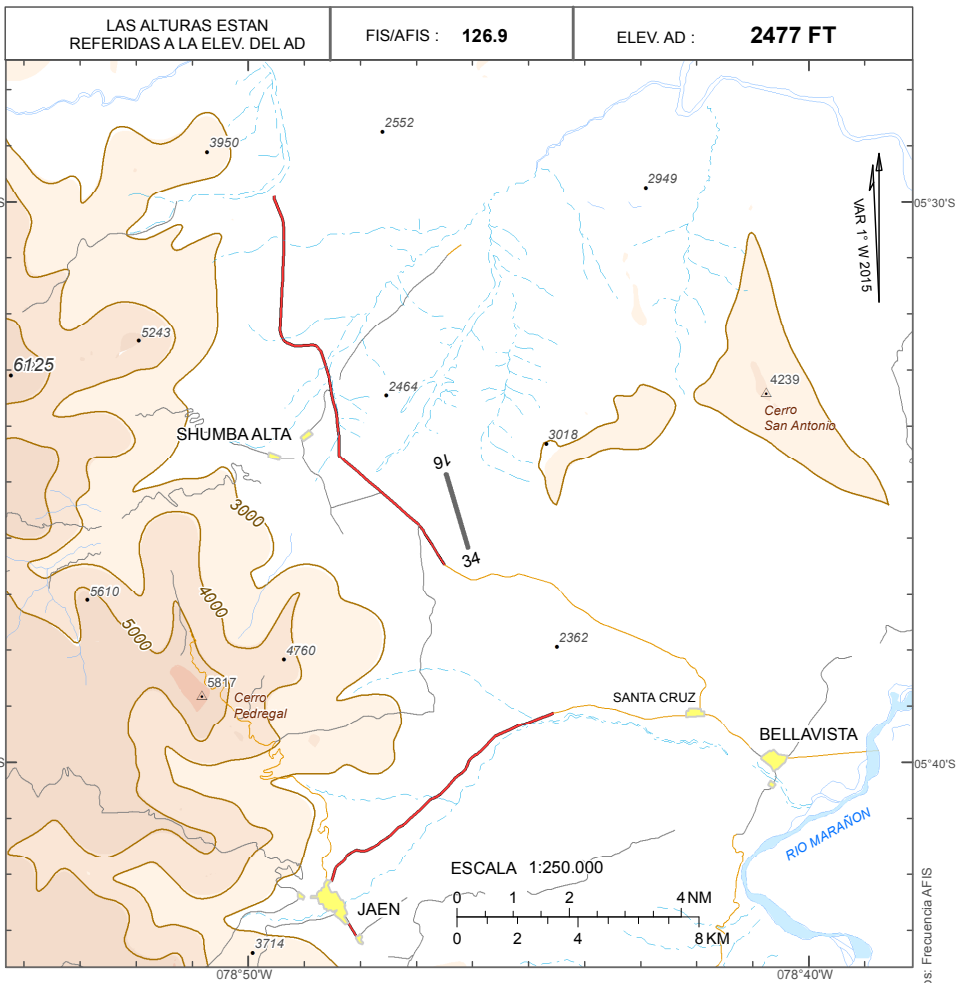 LAS ALTURAS ESTAN
REFERIDAS A LA ELEV. DEL AD
FIS/AFIS : 126.9
ELEV. AD : 2477 FT
2552
3950
2949
05°30'S
VAR 1° W 2015
5243
6125
4239
Cerro
San Antonio
2464
SHUMBA ALTA
3018
16
3000
34
5610
4000
5000
4760
2362
5817
Cerro
Pedregal
SANTA CRUZ
BELLAVISTA
05°40'S
RIO MARAÑON
ESCALA 1:250.000
0 1 2 4 NM
0 2 4 8 KM
JAEN
3714
078°50'W
078°40'W
Frecuencia AFIS